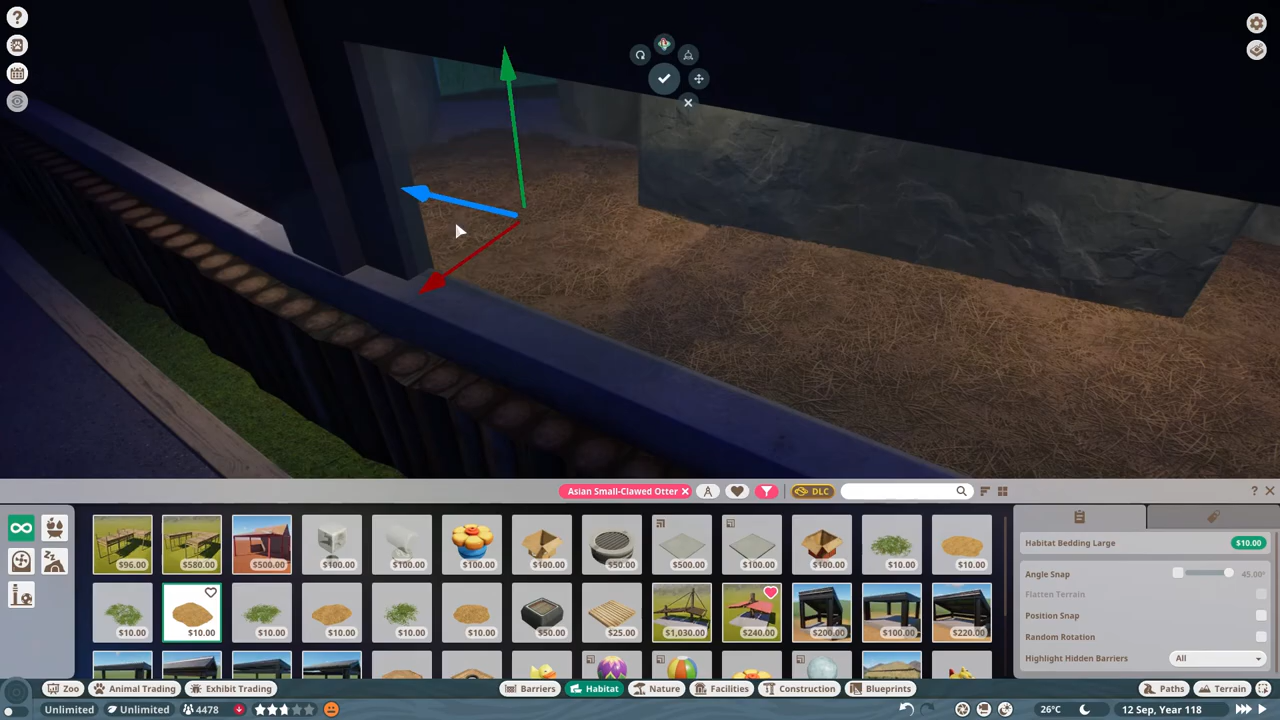 Asian Small-Clawed Otter ×
DLC
? ×
$96.00
$580.00
$500.00
$100.00
$100.00
$100.00
$100.00
$50.00
$500.00
$100.00
$100.00
$10.00
$10.00
$10.00
$10.00
$10.00
$10.00
$10.00
$10.00
$50.00
$25.00
$1,030.00
$240.00
$200.00
$100.00
$220.00
Habitat Bedding Large
$10.00
Angle Snap
45.00°
Flatten Terrain
Position Snap
Random Rotation
Highlight Hidden Barriers
All
Zoo
Animal Trading
Exhibit Trading
Barriers
Habitat
Nature
Facilities
Construction
Blueprints
Paths
Terrain
Unlimited
Unlimited
4478
26°C
12 Sep, Year 118